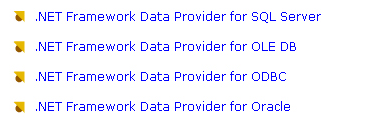 .NET Framework Data Provider for SQL Server
.NET Framework Data Provider for OLE DB
.NET Framework Data Provider for ODBC
.NET Framework Data Provider for Oracle